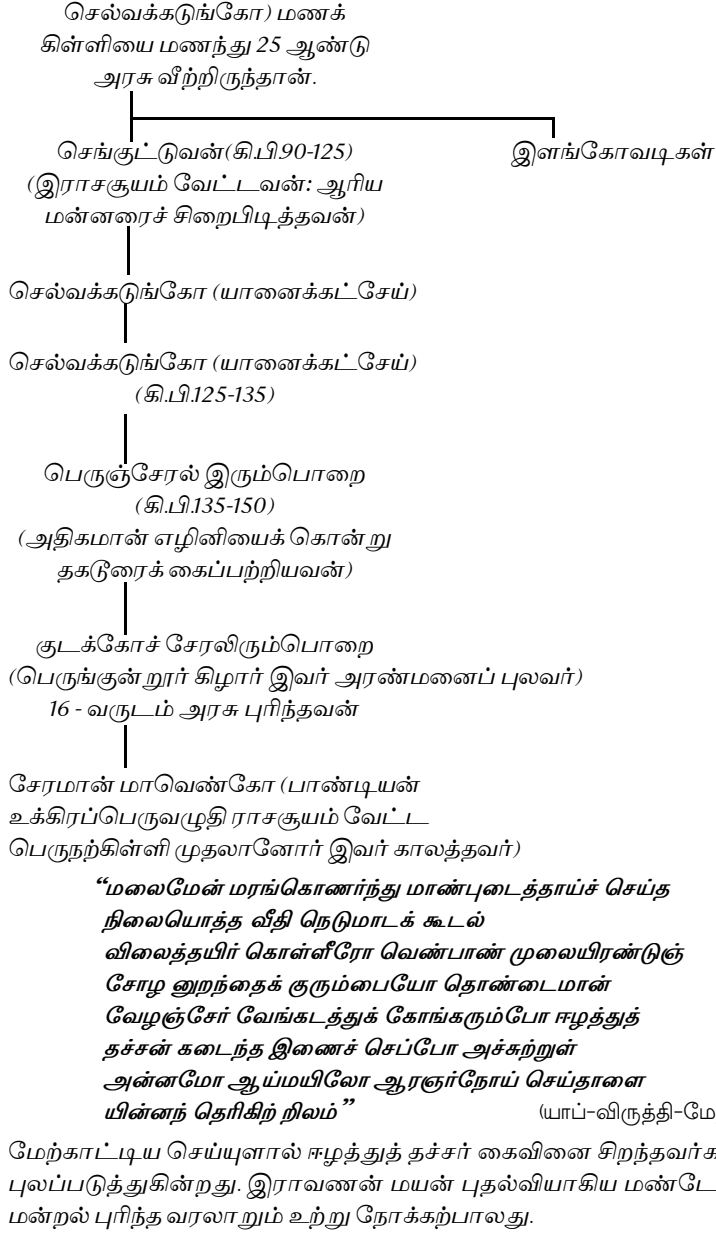 செல்வக்கடுங்கோ) மணக்
கிள்ளியை மணந்து 25 ஆண்டு
அரசு வீற்றிருந்தான்.
செங்குட்டுவன்(கி.பி.90-125) இளங்கோவடிகள்
(இராசசூயம் வேட்டவன்: ஆரிய
மன்னரைச் சிறைபிடித்தவன்)
செல்வக்கடுங்கோ (யானைக்கட்சேய்)
செல்வக்கடுங்கோ (யானைக்கட்சேய்)
(கி.பி.125-135)
பெருஞ்சேரல் இரும்பொறை
(கி.பி.135-150)
(அதிகமான் எழினியைக் கொன்று
தகடூரைக் கைப்பற்றியவன்)
குடக்கோச் சேரலிரும்பொறை
(பெருங்குன்றூர் கிழார் இவர் அரண்மனைப் புலவர்)
16 - வருடம் அரசு புரிந்தவன்
சேரமான் மாவெண்கோ (பாண்டியன்
உக்கிரப்பெருவழுதி ராசசூயம் வேட்ட
பெருநற்கிள்ளி முதலானோர் இவர் காலத்தவர்)
“மலைமேன் மரங்கொணர்ந்து மாண்புடைத்தாய்ச் செய்த
நிலையொத்த வீதி நெடுமாடக் கூடல்
விலைத்தயிர் கொள்ளீரோ வெண்பாண் முலையிரண்டுஞ்
சோழ னுறந்தைக் குரும்பையோ தொண்டைமான்
வேழஞ்சேர் வேங்கடத்துக் கோங்கரும்போ ஈழத்துத்
தச்சன் கடைந்த இணைச் செப்போ அச்சுற்றுள்
அன்னமோ ஆய்மயிலோ ஆரஞர்நோய் செய்தாளை
யின்னந் தெரிகிற் றிலம்” (யாப்-விருத்தி-மே
மேற்காட்டிய செய்யுளால் ஈழத்துத் தச்சர் கைவினை சிறந்தவர்க
புலப்படுத்துகின்றது. இராவணன் மயன் புதல்வியாகிய மண்டோ
மன்றல் புரிந்த வரலாறும் உற்று நோக்கற்பாலது.